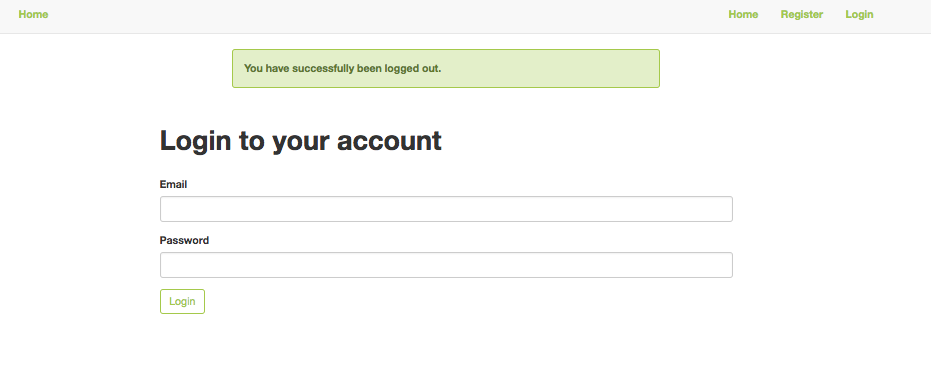 Home Home Register Login
You have successfully been logged out.
Login to your account
Email
Password
Login